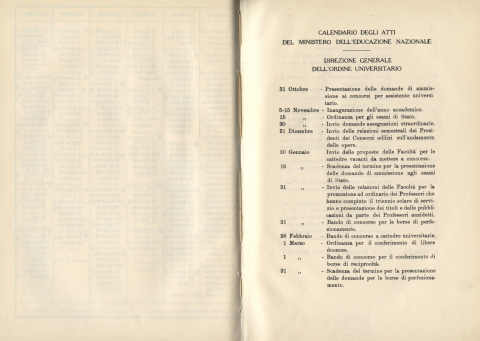 CALENDARIO DEGLI ATTI
DEL MINISTERO DELL'EDUCAZIONE NAZIONALE
DIREZIONE GENERALE
DELL'ORDINE UNIVERSITARIO
31 Ottobre - Presentazione delle domande di ammis-
sione ai concorsi per assistente universi-
tario.
5-15 Novembre - Inaugurazione dell'anno accademico.
15 „ - Ordinanza per gli esami di Stato.
30 „ - Invio domande assegnazioni straordinarie.
31 Dicembre - Invio delle relazioni semestrali dei Presi-
denti dei Consorzi edilizi sull'andamento
delle opere.
10 Gennaio - Invio delle proposte delle Facoltà per le
cattedre vacanti da mettere a concorso.
16 „ - Scadenza del termine per la presentazione
delle domande di ammissione agli esami
di Stato.
31 „ - Invio delle relazioni delle Facoltà per la
promozione ad ordinario dei Professori che
hanno compiuto il triennio solare di servi-
zio e presentazione dei titoli e delle pubbli-
cazioni da parte dei Professori anzidetti.
31 „ - Bando di concorso per le borse di perfe-
zionamento.
28 Febbraio - Bando di concorso a cattedre universitarie.
1 Marzo - Ordinanza per il conferimento di libere
docenze.
1 „ - Bando di concorso per il conferimento di
borse di reciprocità.
31 „ - Scadenza del termine per la presentazione
delle domande per le borse di perfeziona-
mento.